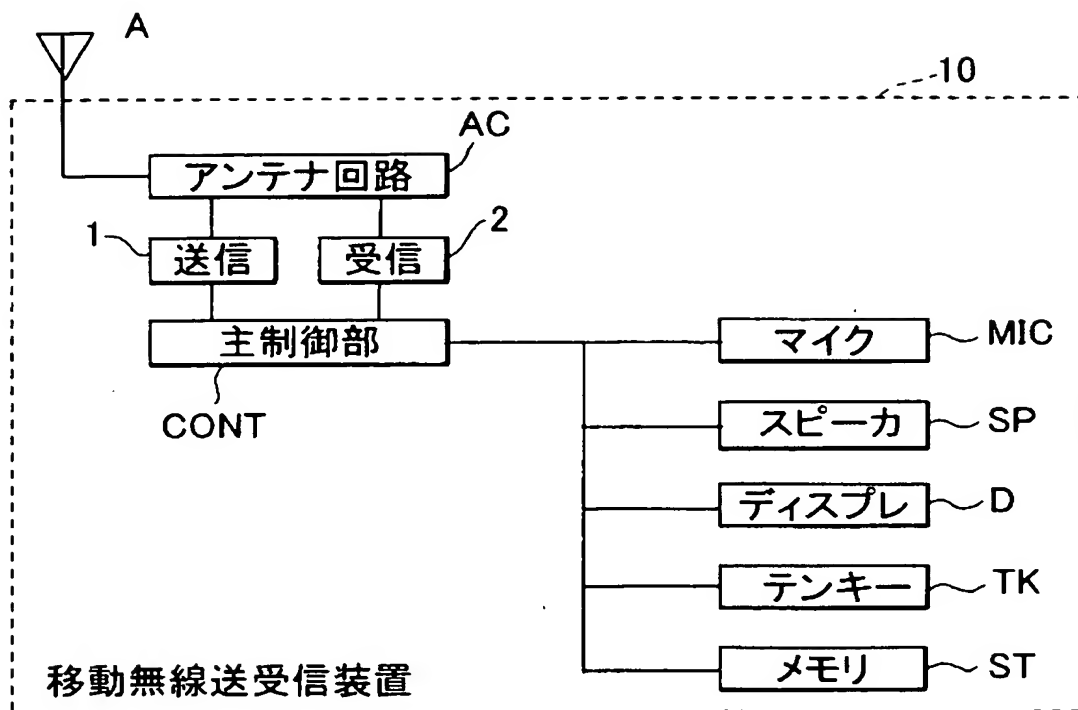 A
10
AC
アンテナ回路
1
送信
受信
2
主制御部
CONT
マイク
MIC
スピーカ
SP
ディスプレ
D
テンキー
TK
メモリ
ST
移動無線送受信装置